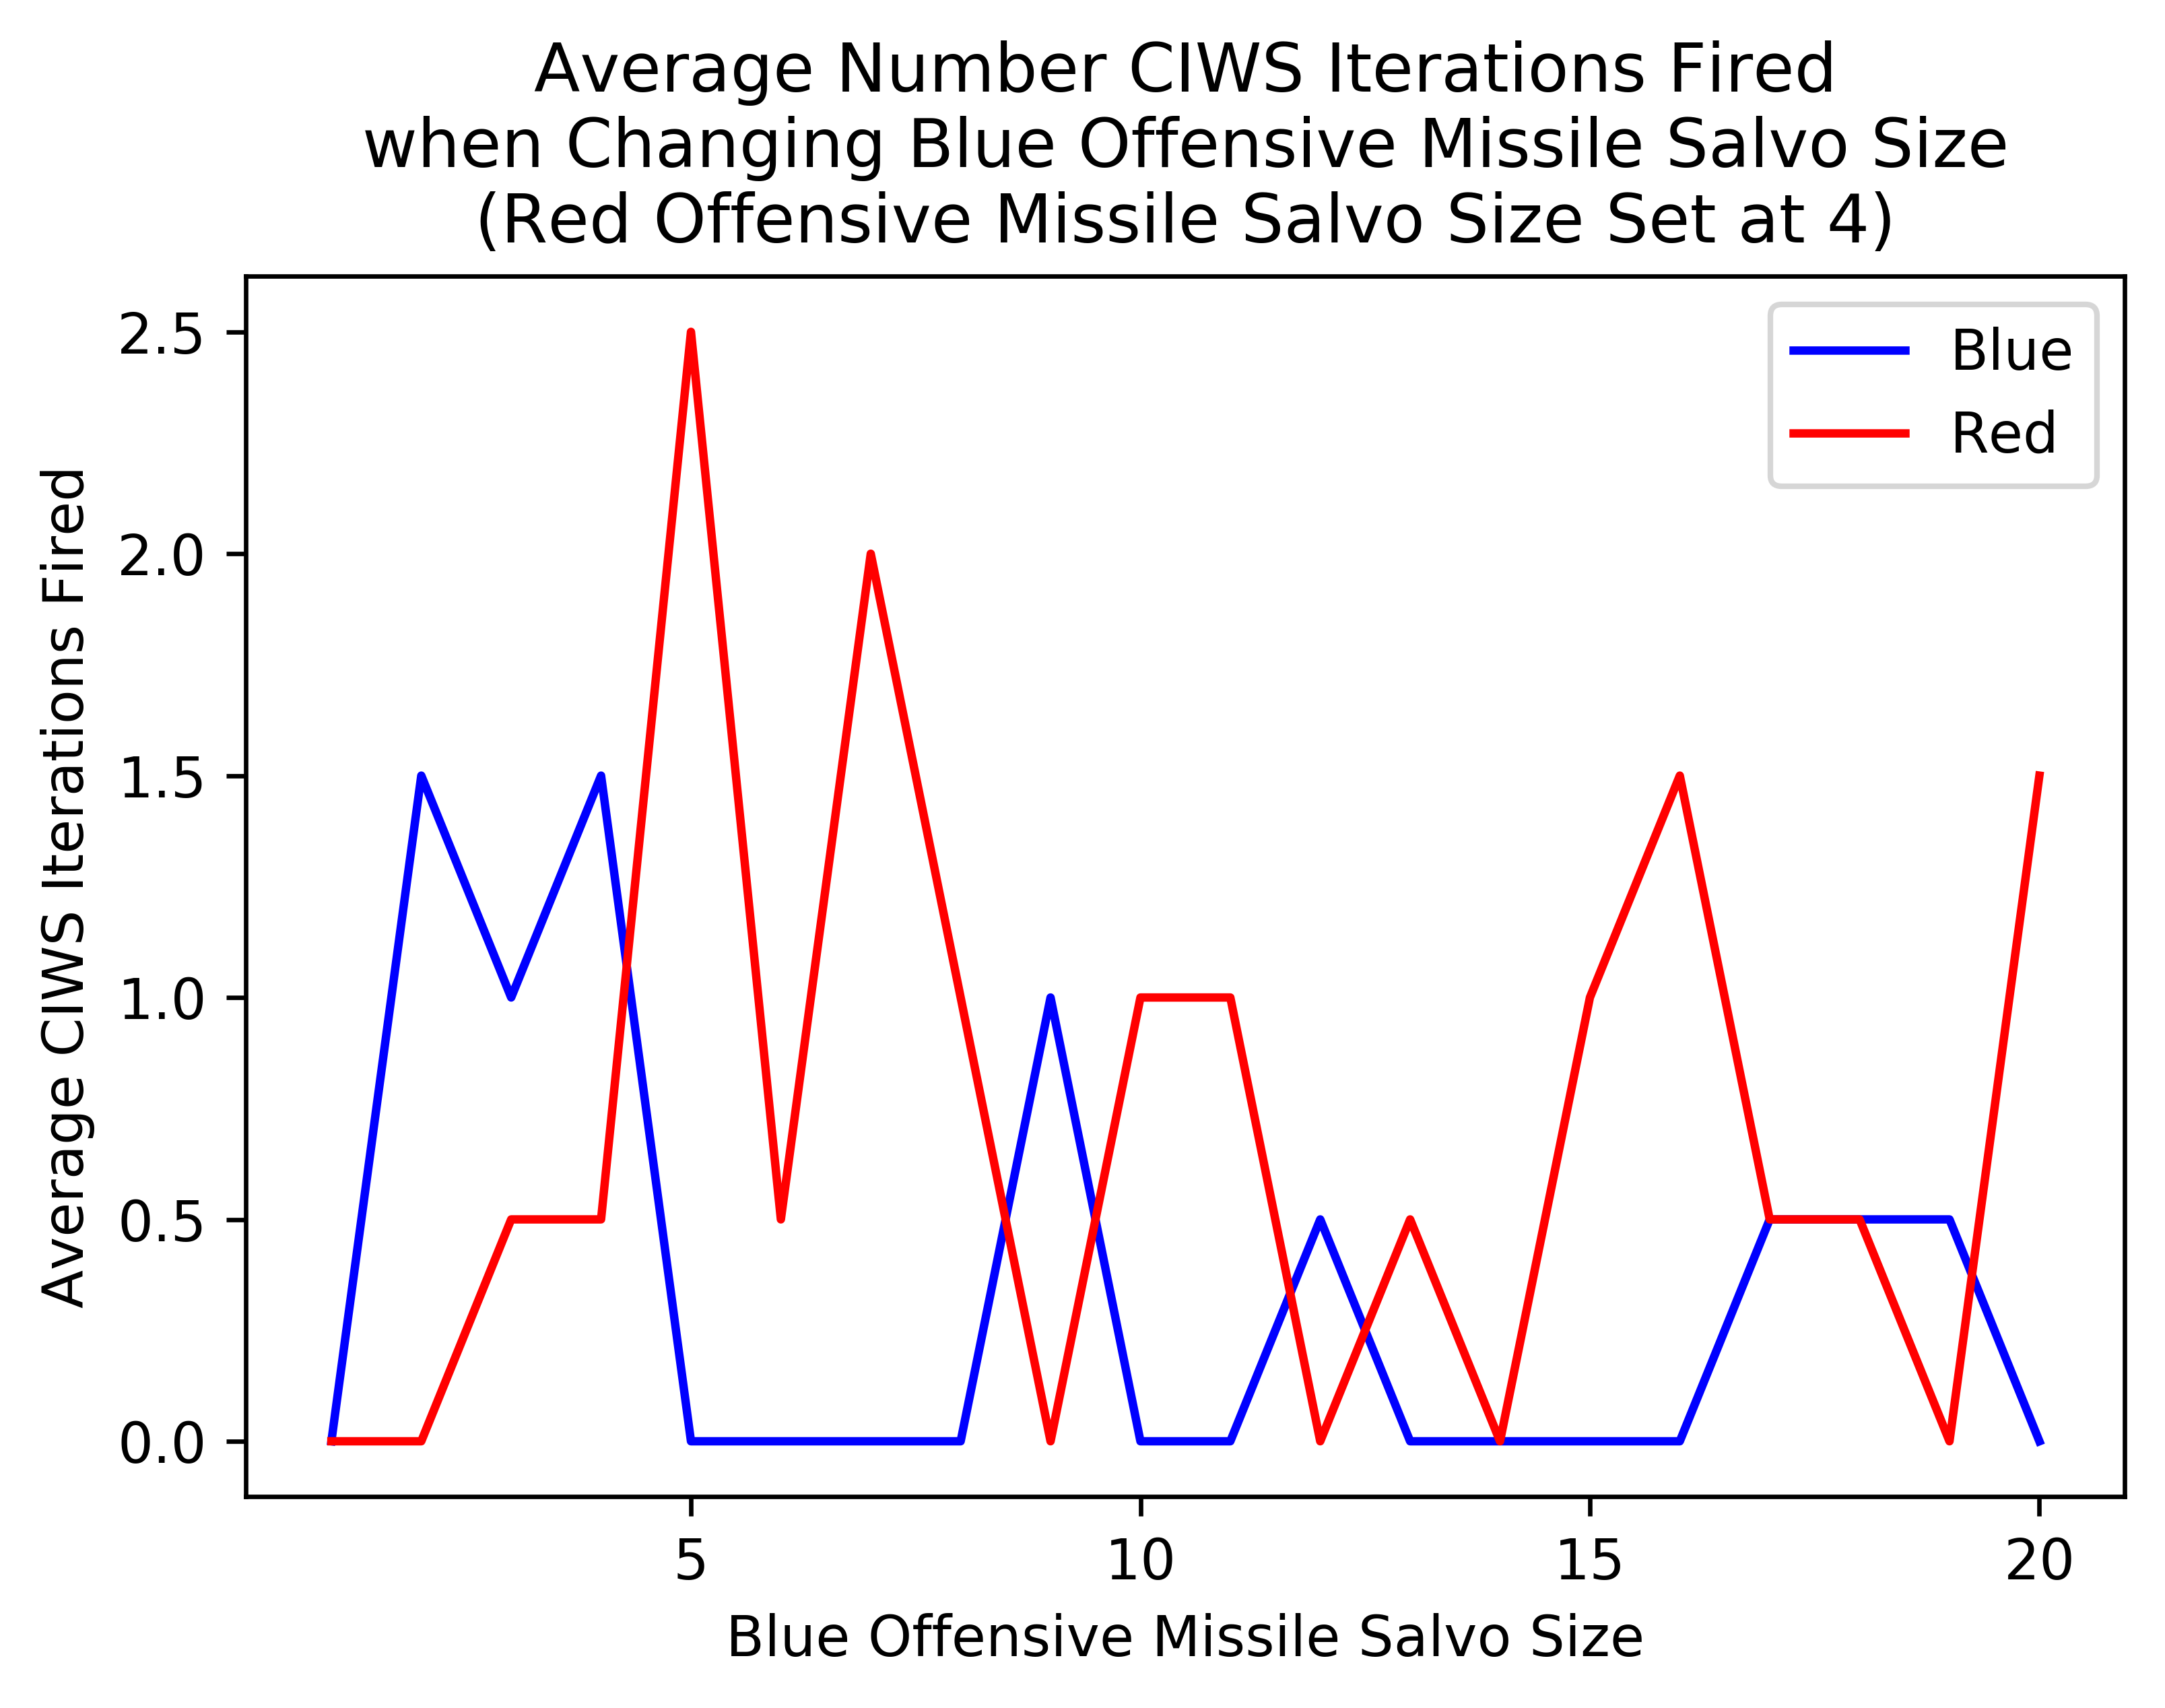 Average Number CIWS Iterations Fired
when Changing Blue Offensive Missile Salvo Size
(Red Offensive Missile Salvo Size Set at 4)
Blue
Red
Average CIWS Iterations Fired
2.5
2.0
1.5
1.0
0.5
0.0
5 10 15 20
Blue Offensive Missile Salvo Size